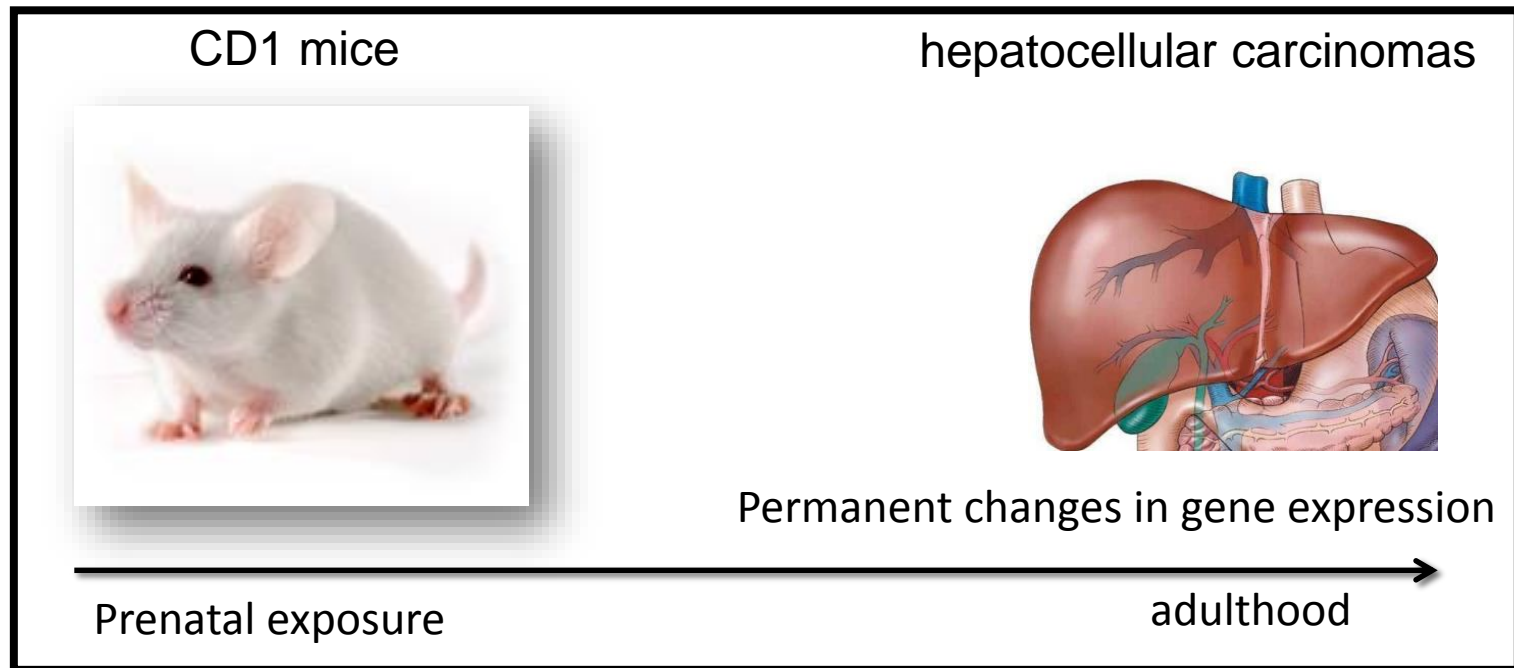 CD1 mice
hepatocellular carcinomas
Permanent changes in gene expression
Prenatal exposure
adulthood